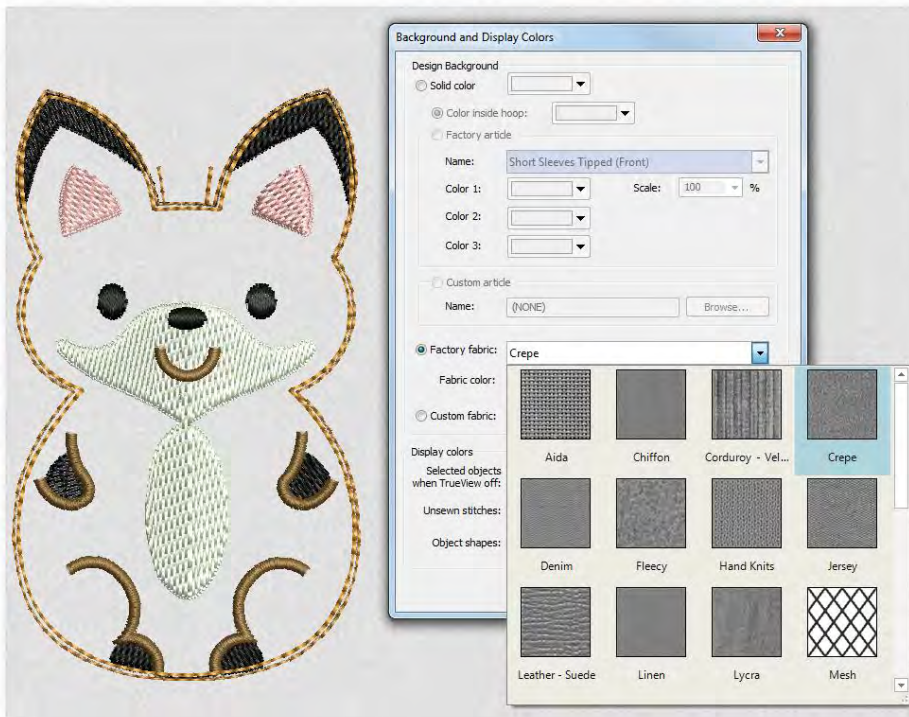 Background and Display Colors
Design Background
Solid color
Color inside hoop:
Factory article
Name: Short Sleeves Tipped (Front)
Color 1: Scale: 100 %
Color 2:
Color 3:
Custom article
Name: (NONE) Browse...
Factory fabric: Crepe
Fabric color:
Custom fabric:
Aida Chiffon Corduroy - Vel... Crepe
Display colors
Selected objects
when TrueView off:
Unsewn stitches:
Object shapes:
Denim Fleecy Hand Knits Jersey
Leather - Suede Linen Lycra Mesh